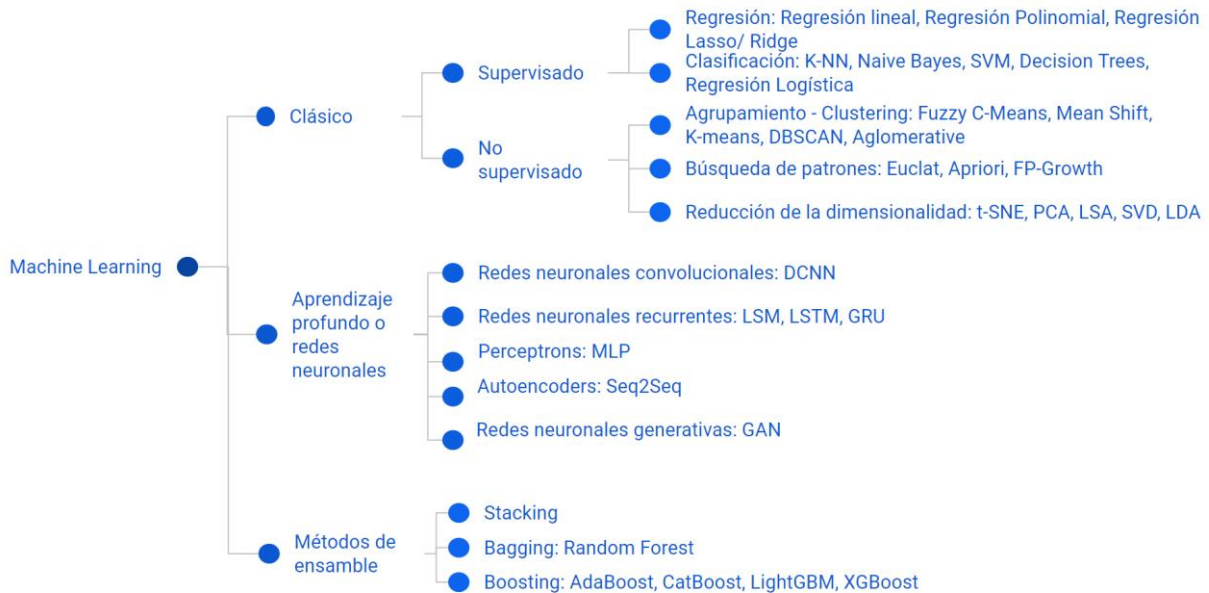 Machine Learning
Clásico
Supervisado
Regresión: Regresión lineal, Regresión Polinomial, Regresión
Lasso/ Ridge
Clasificación: K-NN, Naive Bayes, SVM, Decision Trees,
Regresión Logística
No
supervisado
Agrupamiento - Clustering: Fuzzy C-Means, Mean Shift,
K-means, DBSCAN, Aglomerative
Búsqueda de patrones: Euclat, Apriori, FP-Growth
Reducción de la dimensionalidad: t-SNE, PCA, LSA, SVD, LDA
Aprendizaje
profundo o
redes
neuronales
Redes neuronales convolucionales: DCNN
Redes neuronales recurrentes: LSM, LSTM, GRU
Perceptrons: MLP
Autoencoders: Seq2Seq
Redes neuronales generativas: GAN
Métodos de
ensamble
Stacking
Bagging: Random Forest
Boosting: AdaBoost, CatBoost, LightGBM, XGBoost